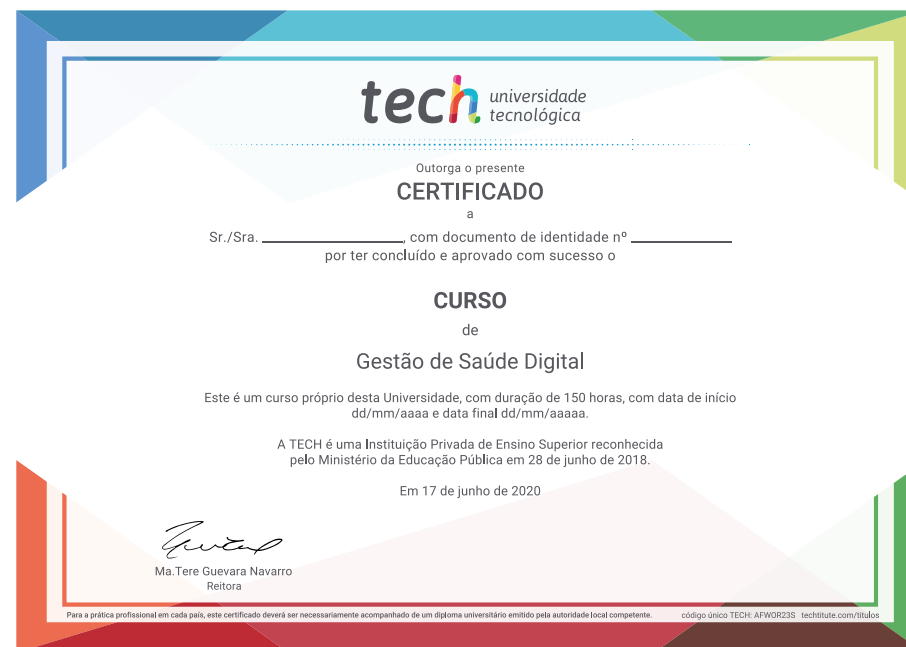 tech universidade
tecnológica
Outorga o presente
CERTIFICADO
a
Sr./Sra. ____________________, com documento de identidade nº ______________
por ter concluído e aprovado com sucesso o
CURSO
de
Gestão de Saúde Digital
Este é um curso próprio desta Universidade, com duração de 150 horas, com data de início
dd/mm/aaaa e data final dd/mm/aaaaa.
A TECH é uma Instituição Privada de Ensino Superior reconhecida
pelo Ministério da Educação Pública em 28 de junho de 2018.
Em 17 de junho de 2020
Ma.Tere Guevara Navarro
Reitora
Para a prática profissional em cada país, este certificado deverá ser necessariamente acompanhado de um diploma universitário emitido pela autoridade local competente. código único TECH: AFWOR23S techtitute.com/titulos